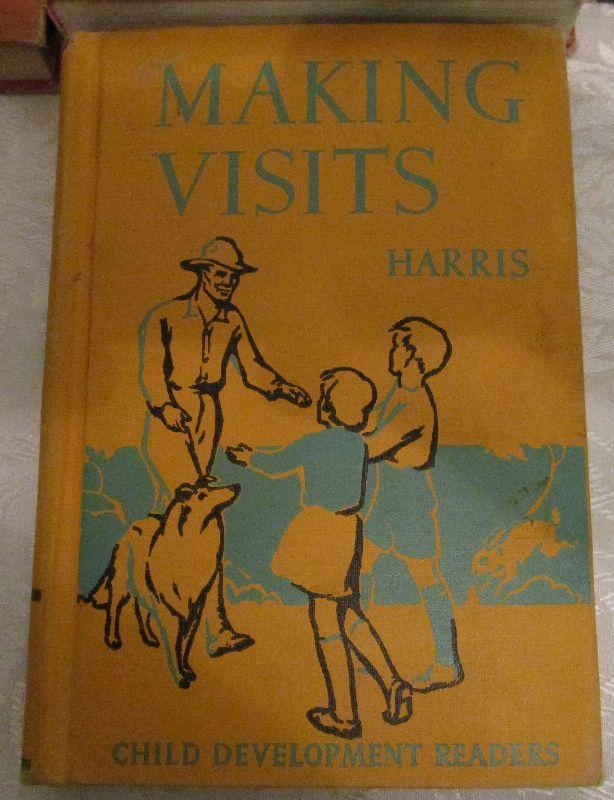 MAKING
VISITS
HARRIS
CHILD DEVELOPMENT READERS